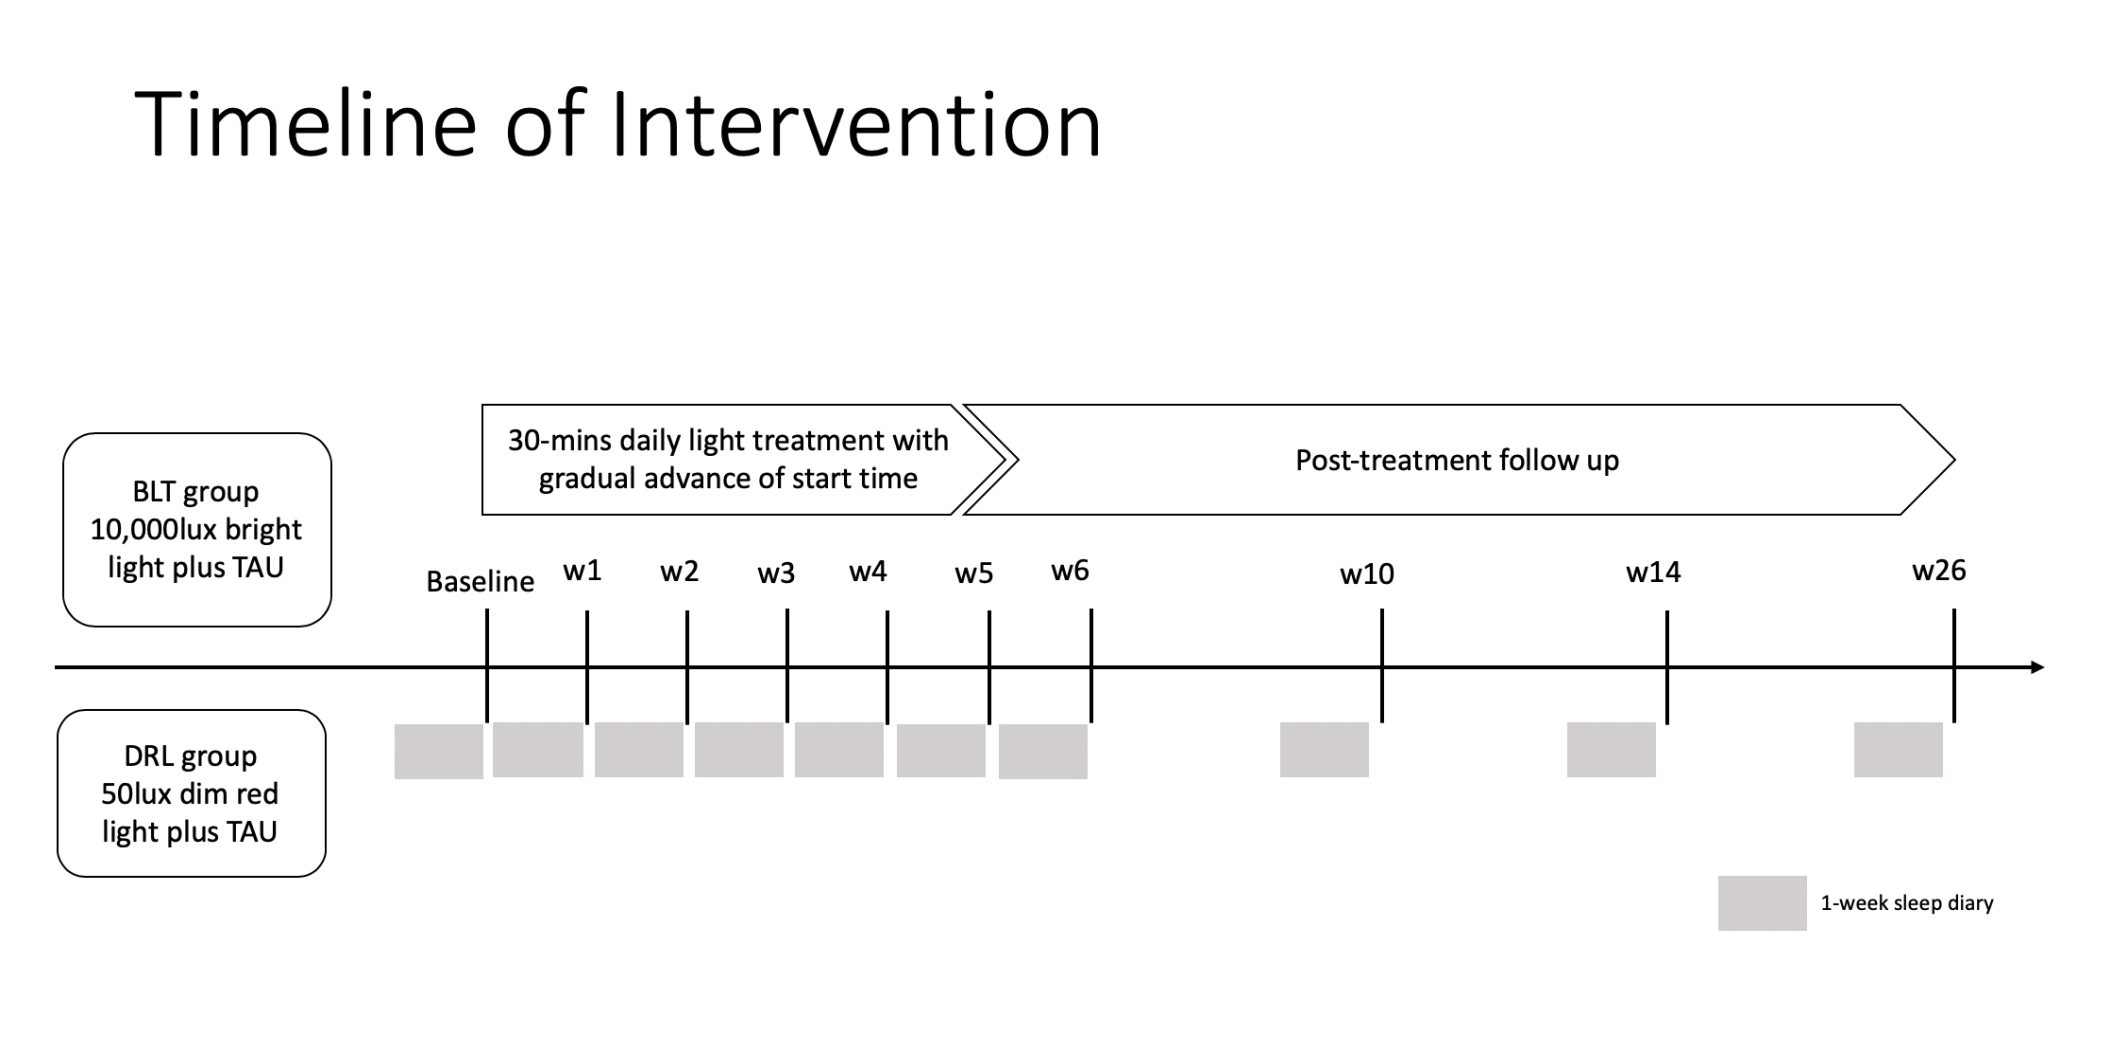 Timeline of Intervention
30-mins daily light treatment with
gradual advance of start time
Post-treatment follow up
BLT group
10,000lux bright
light plus TAU
Baseline
w1
w2
w3
w4
w5
w6
w10
w14
w26
DRL group
50lux dim red
light plus TAU
1-week sleep diary